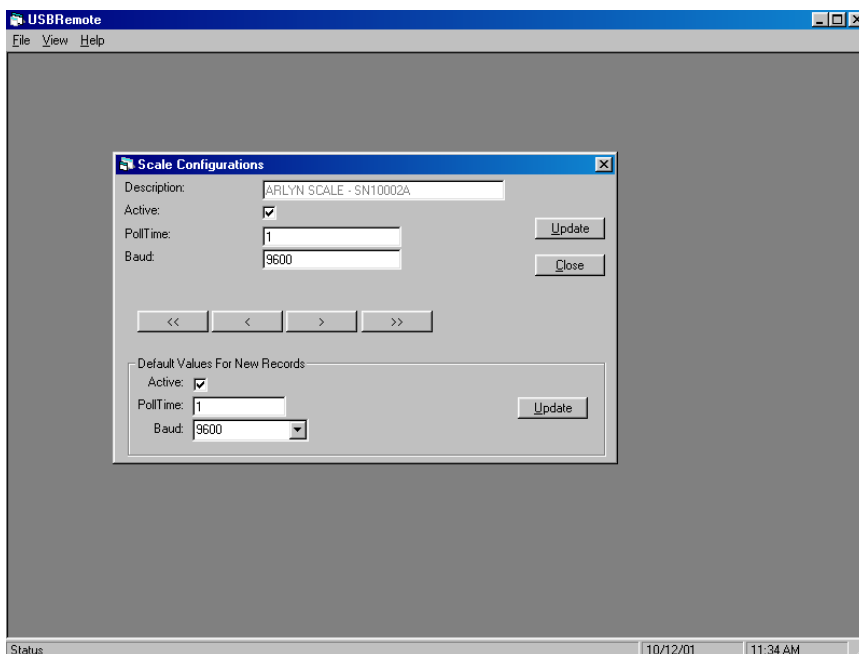 USBRemote
File View Help
Scale Configurations
Description: ARLYN SCALE - SN10002A
Active:
PollTime: 1
Update
Baud: 9600
Close
<< < > >>
Default Values For New Records
Active:
PollTime: 1
Update
Baud: 9600
Status 10/12/01 11:34 AM